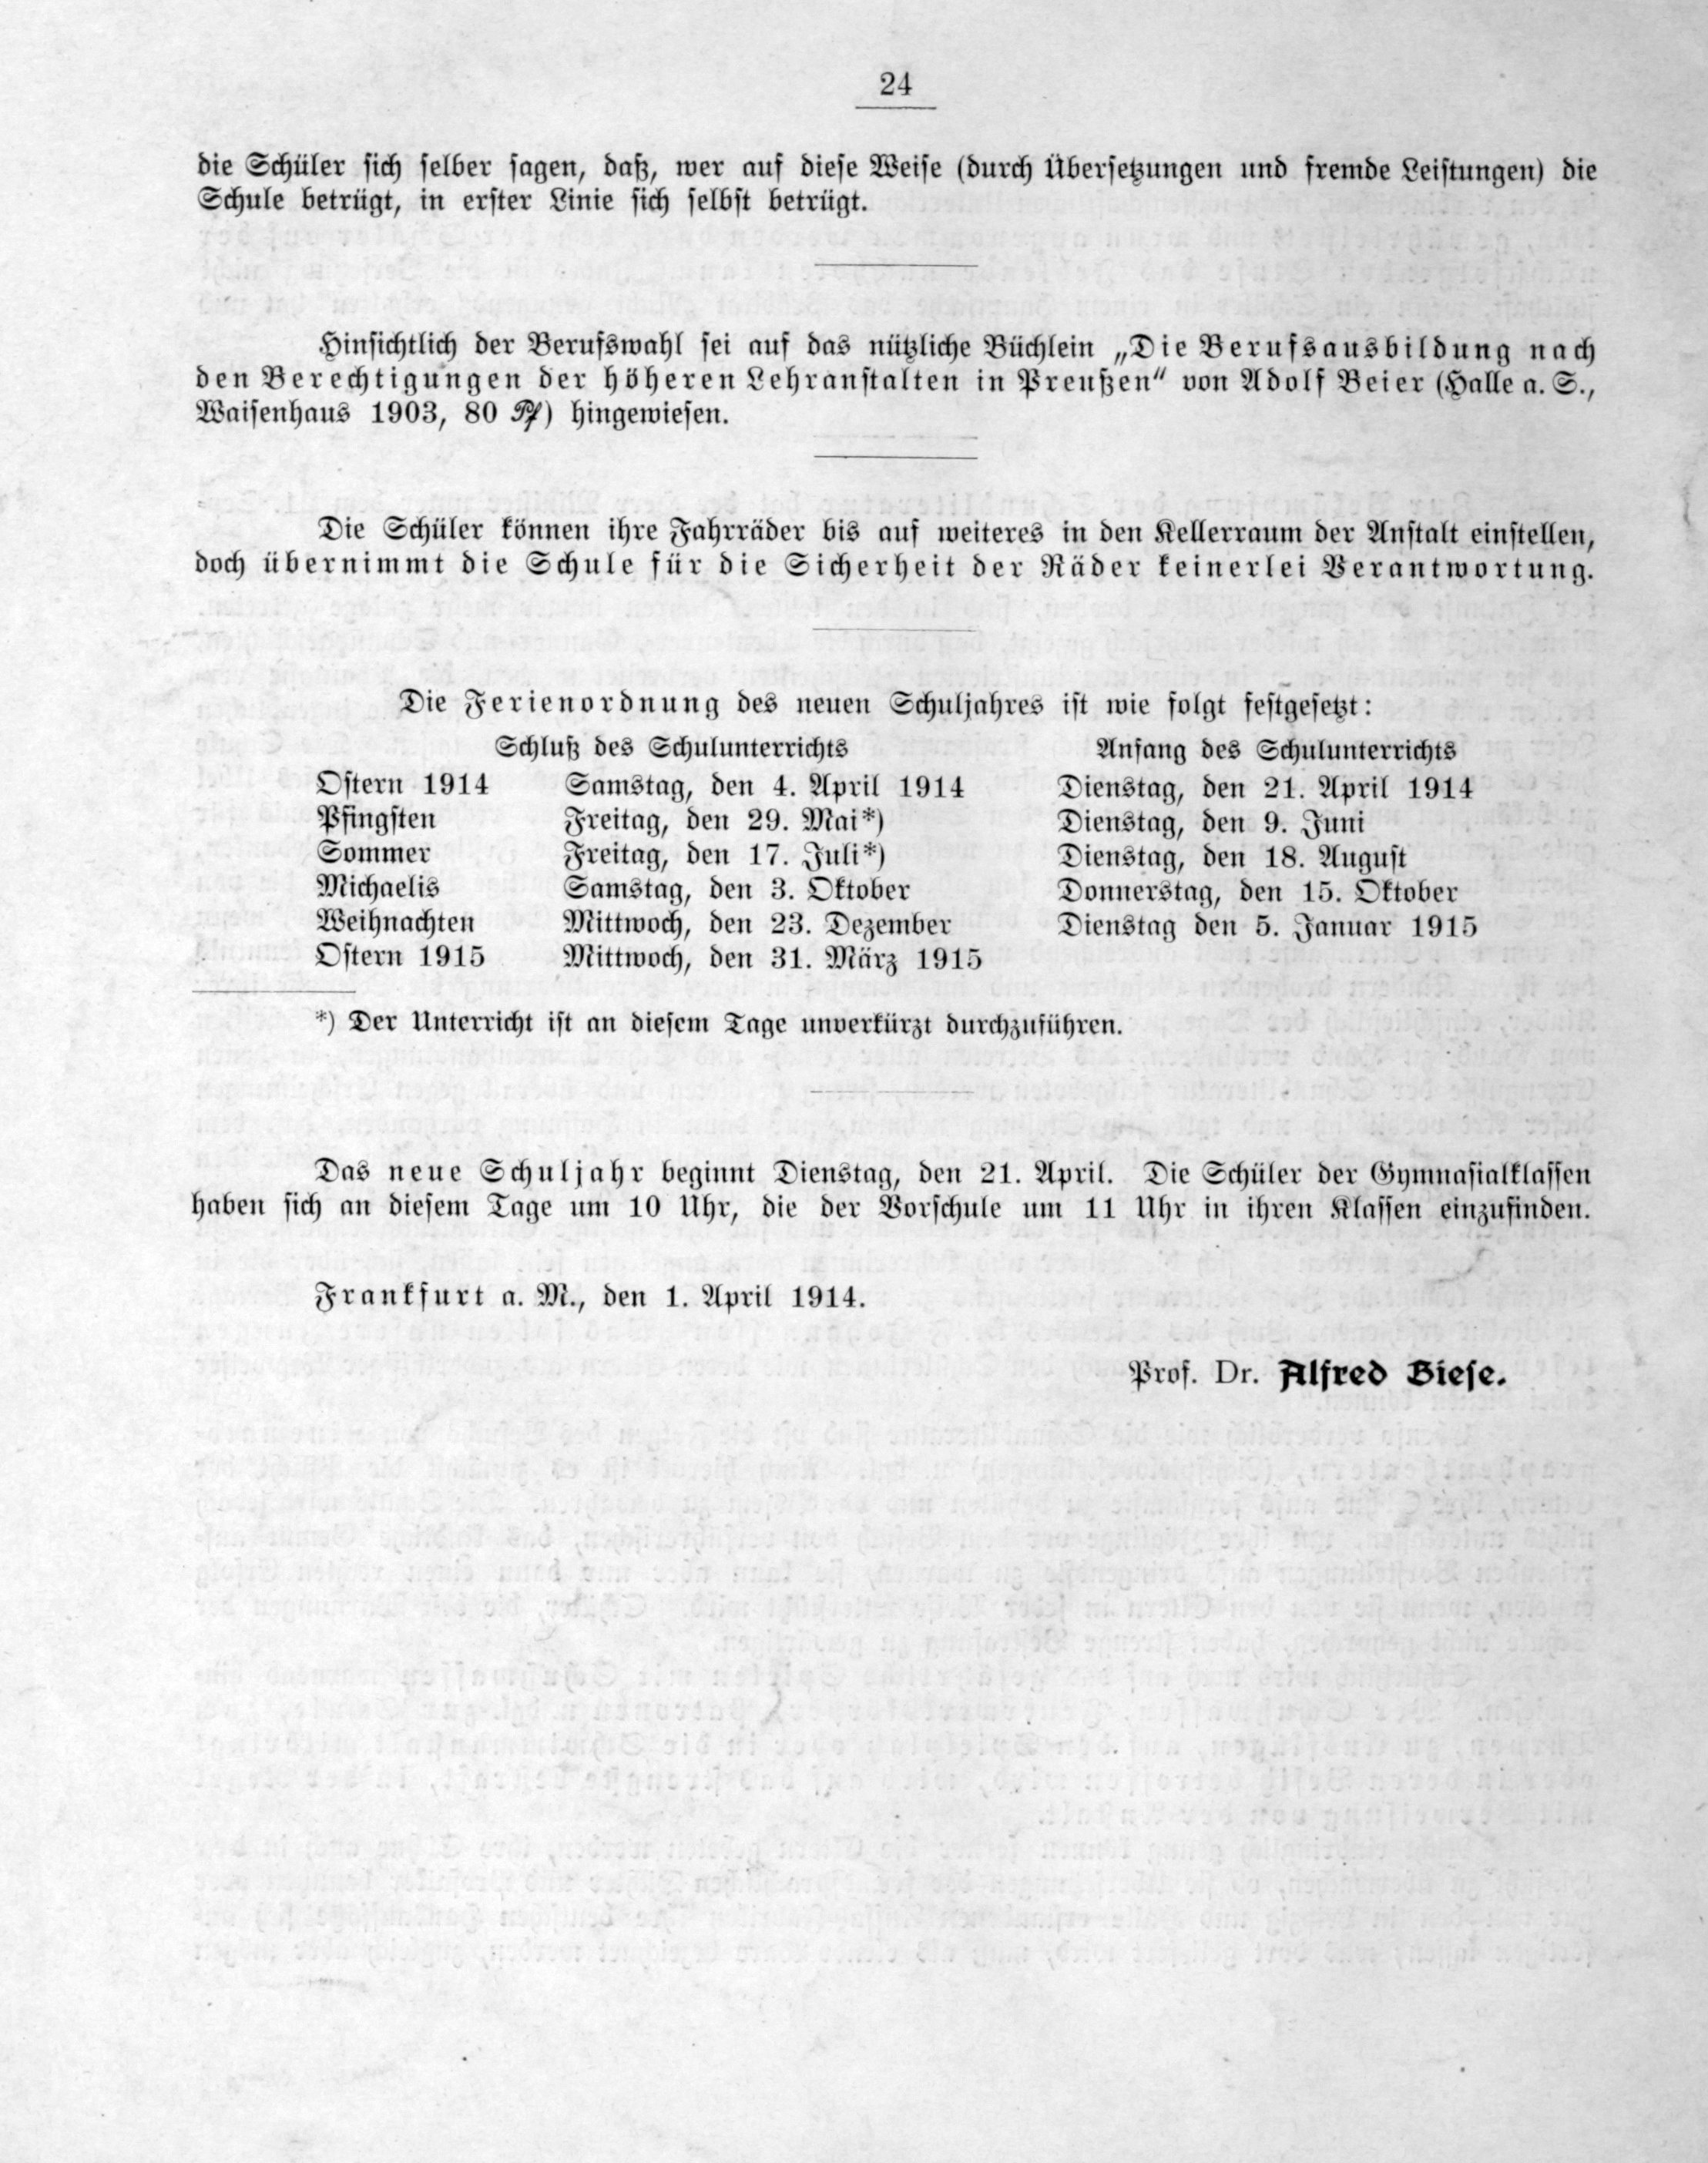 24
die Schüler sich selber sagen, daß, wer auf diese Weise (durch Übersetzungen und fremde Leistungen) die
Schule betrügt, in erster Linie sich selbst betrügt.
Hinsichtlich der Berufswahl sei auf das nützliche Büchlein „Die Berufsausbildung nach
den Berechtigungen der höheren Lehranstalten in Preußen“ von Adolf Beier (Halle a. S.,
Waisenhaus 1903, 80 Pf) hingewiesen.
Die Schüler können ihre Fahrräder bis auf weiteres in den Kellerraum der Anstalt einstellen,
doch übernimmt die Schule für die Sicherheit der Räder keinerlei Verantwortung.
Die Ferienordnung des neuen Schuljahres ist wie folgt festgesetzt:
Schluß des Schulunterrichts Anfang des Schulunterrichts
Ostern 1914 Samstag, den 4. April 1914 Dienstag, den 21. April 1914
Pfingsten Freitag, den 29. Mai*) Dienstag, den 9. Juni
Sommer Freitag, den 17. Juli*) Dienstag, den 18. August
Michaelis Samstag, den 3. Oktober Donnerstag, den 15. Oktober
Weihnachten Mittwoch, den 23. Dezember Dienstag den 5. Januar 1915
Ostern 1915 Mittwoch, den 31. März 1915
*) Der Unterricht ist an diesem Tage unverkürzt durchzuführen.
Das neue Schuljahr beginnt Dienstag, den 21. April. Die Schüler der Gymnasialklassen
haben sich an diesem Tage um 10 Uhr, die der Vorschule um 11 Uhr in ihren Klassen einzufinden.
Frankfurt a. M., den 1. April 1914.
Prof. Dr. Alfred Biese.